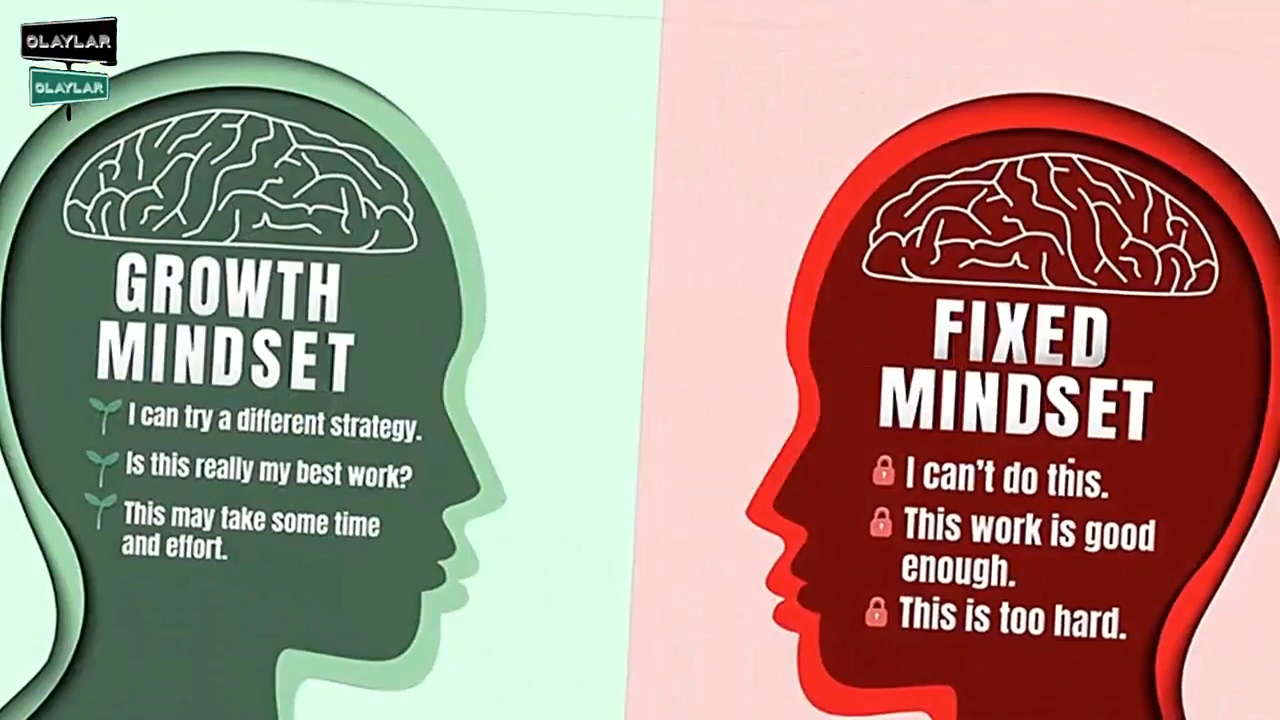 OLAYLAR
OLAYLAR
GROWTH
MINDSET
I can try a different strategy.
Is this really my best work?
This may take some time
and effort.
FIXED
MINDSET
I can't do this.
This work is good
enough.
This is too hard.